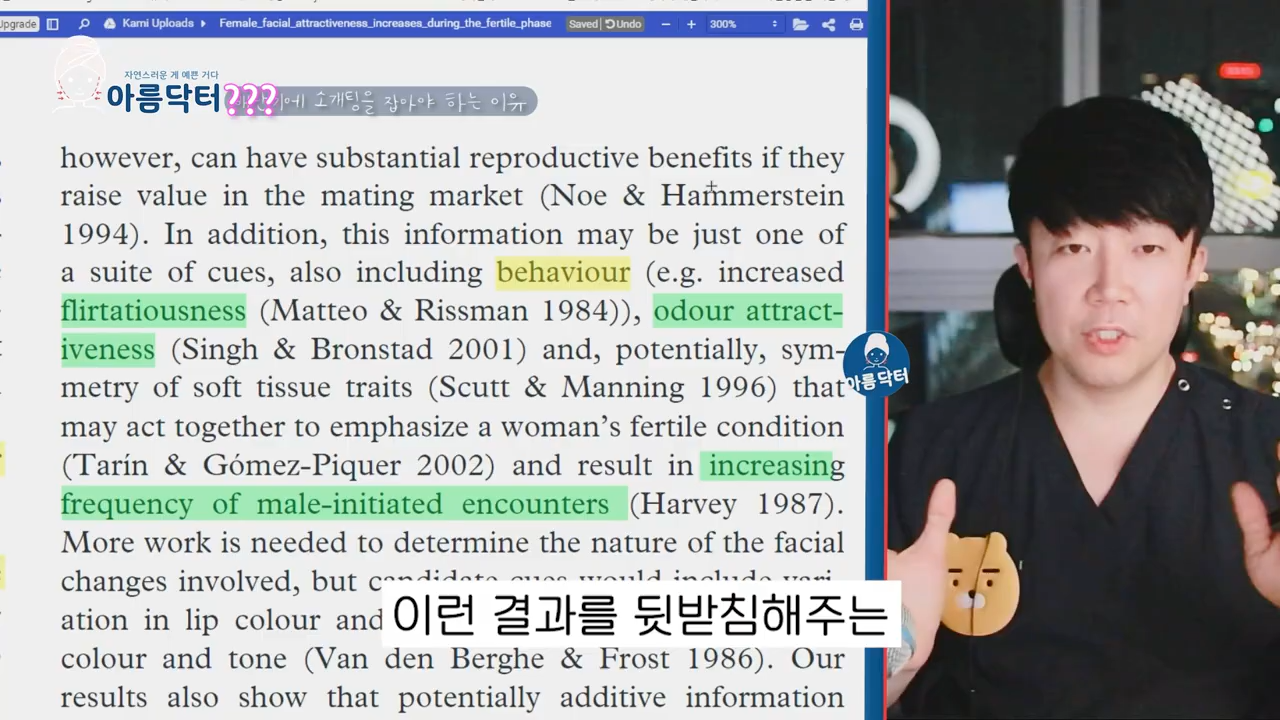 Upgrade
Kami Uploads
Female_facial_attractiveness_increases_during_the_fertile_phase
Saved
Undo
300%
자연스러운 게 예쁜 거다
아름닥터???
에 소개팅을 잡아야 하는 이유
however, can have substantial reproductive benefits if they
raise value in the mating market (Noe & Hammerstein
1994). In addition, this information may be just one of
a suite of cues, also including behaviour (e.g. increased
flirtatiousness (Matteo & Rissman 1984)), odour attract-
iveness (Singh & Bronstad 2001) and, potentially, sym-
metry of soft tissue traits (Scutt & Manning 1996) that
may act together to emphasize a woman's fertile condition
(Tarín & Gómez-Piquer 2002) and result in increasing
frequency of male-initiated encounters (Harvey 1987).
More work is needed to determine the nature of the facial
changes involved, but candidate cues would include vari-
ation in lip colour and
colour and tone (Van den Berghe & Frost 1986). Our
results also show that potentially additive information
이런 결과를 뒷받침해주는
아름닥터